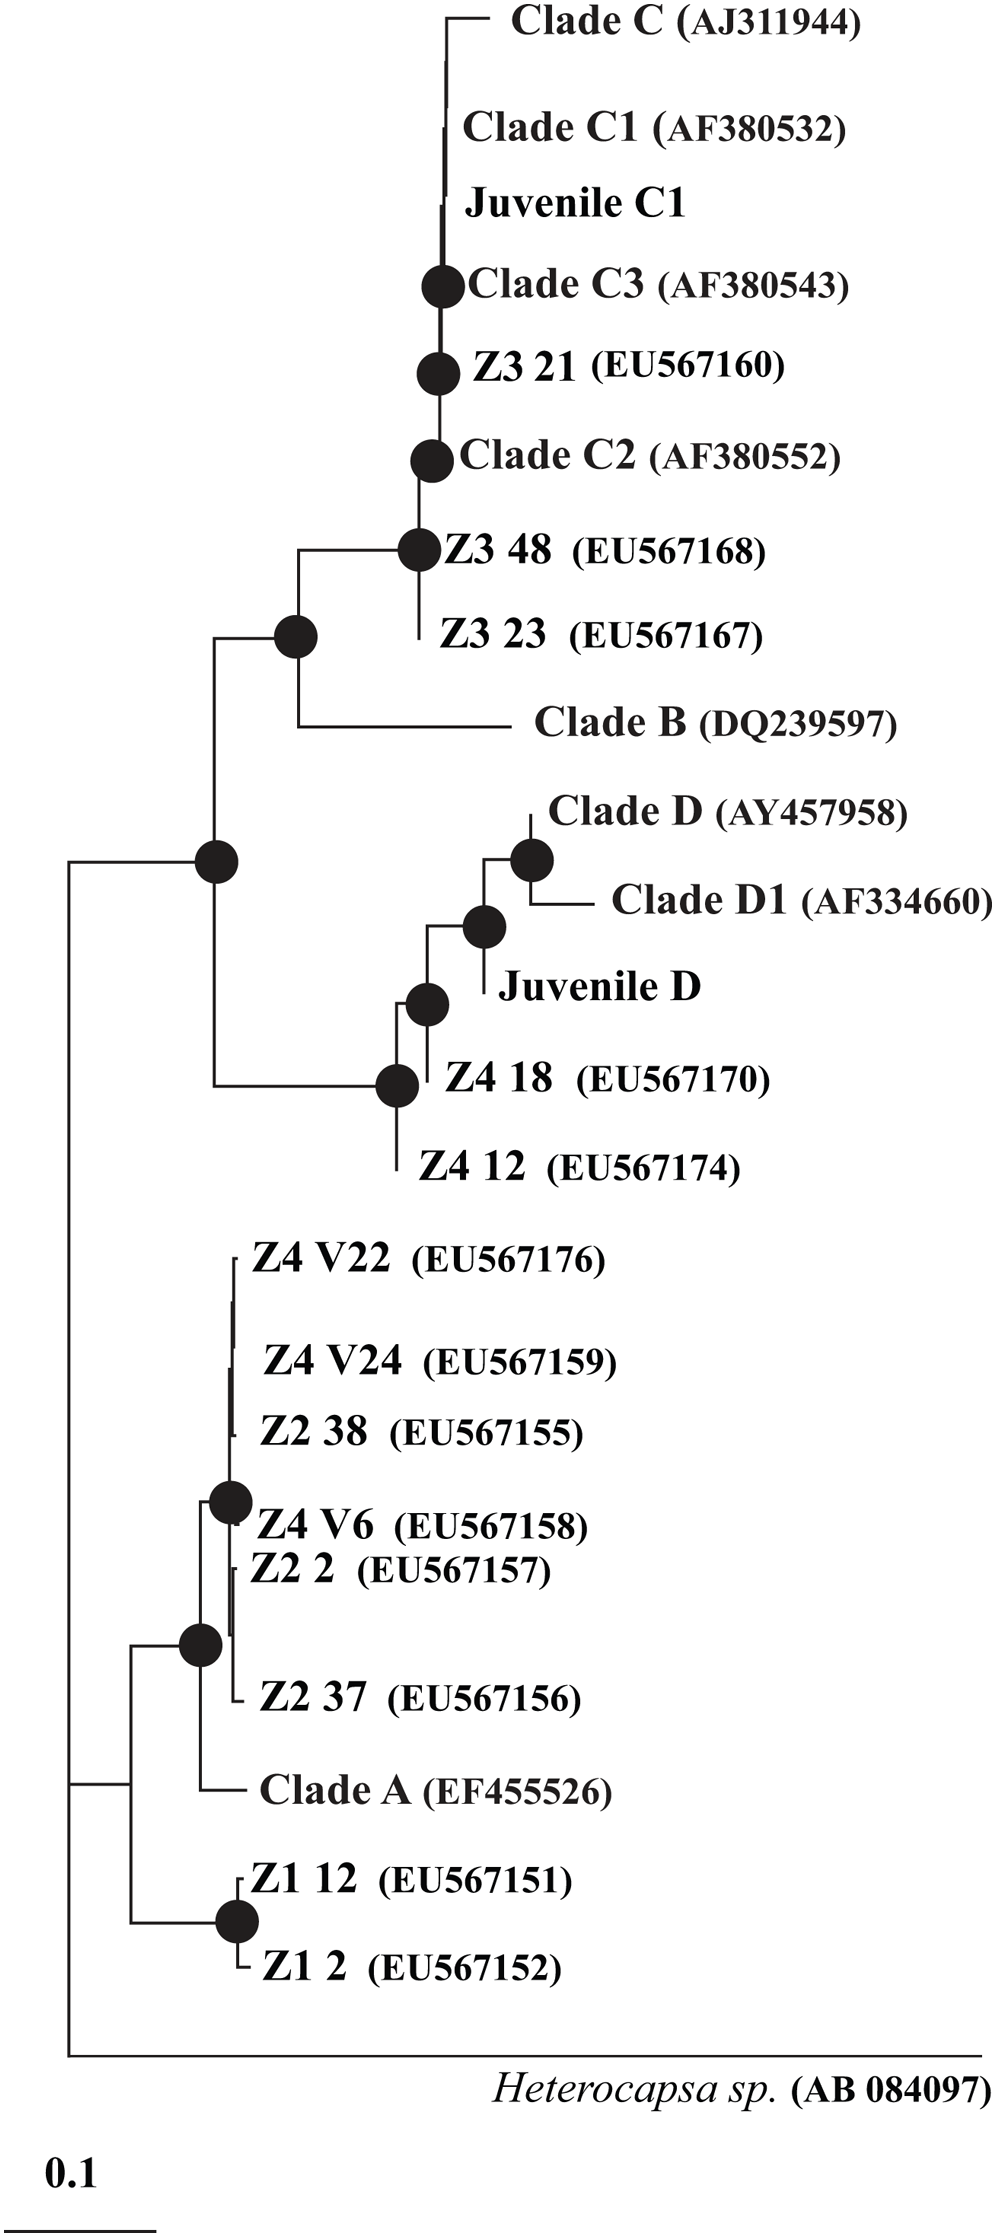 Clade C (AJ311944)
Clade C1 (AF380532)
Juvenile C1
Clade C3 (AF380543)
Z3 21 (EU567160)
Clade C2 (AF380552)
Z3 48 (EU567168)
Z3 23 (EU567167)
Clade B (DQ239597)
Clade D (AY457958)
Clade D1 (AF334660)
Juvenile D
Z4 18 (EU567170)
Z4 12 (EU567174)
Z4 V22 (EU567176)
Z4 V24 (EU567159)
Z2 38 (EU567155)
Z4 V6 (EU567158)
Z2 2 (EU567157)
Z2 37 (EU567156)
Clade A (EF455526)
Z1 12 (EU567151)
Z1 2 (EU567152)
Heterocapsa sp. (AB 084097)
0.1